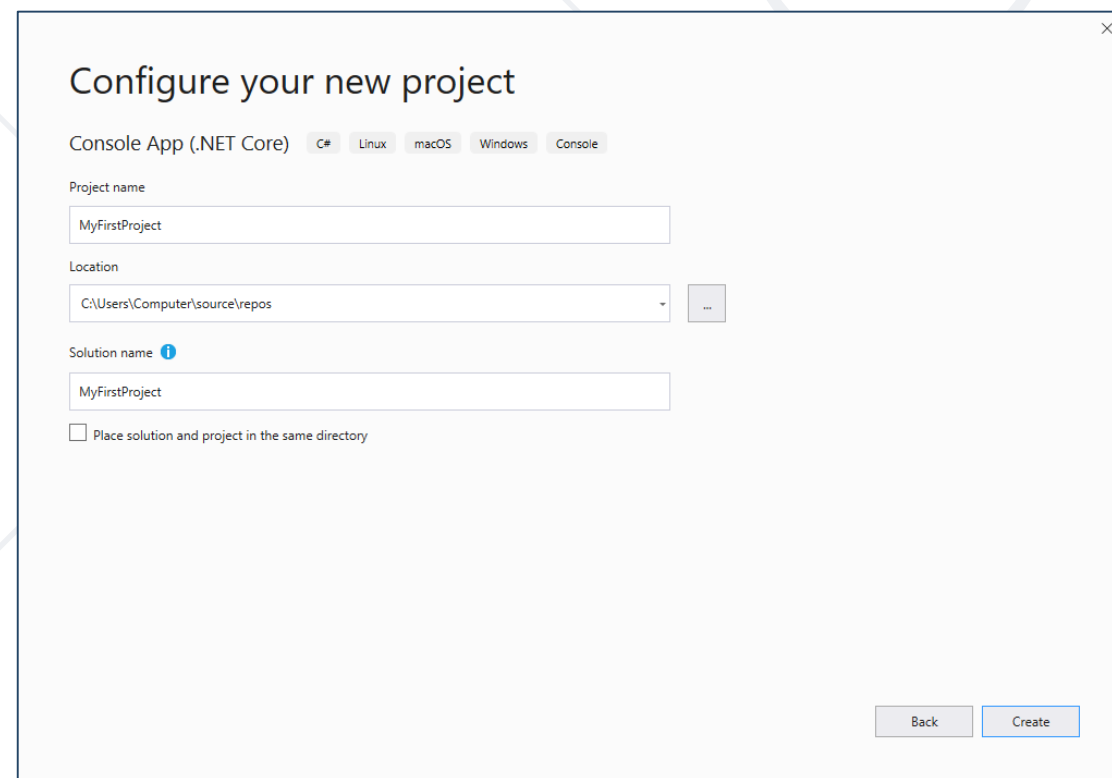 Configure your new project
Console App (.NET Core) C# Linux macOS Windows Console
Project name
MyFirstProject
Location
C:\Users\Computer\source\repos
...
Solution name i
MyFirstProject
Place solution and project in the same directory
Back Create